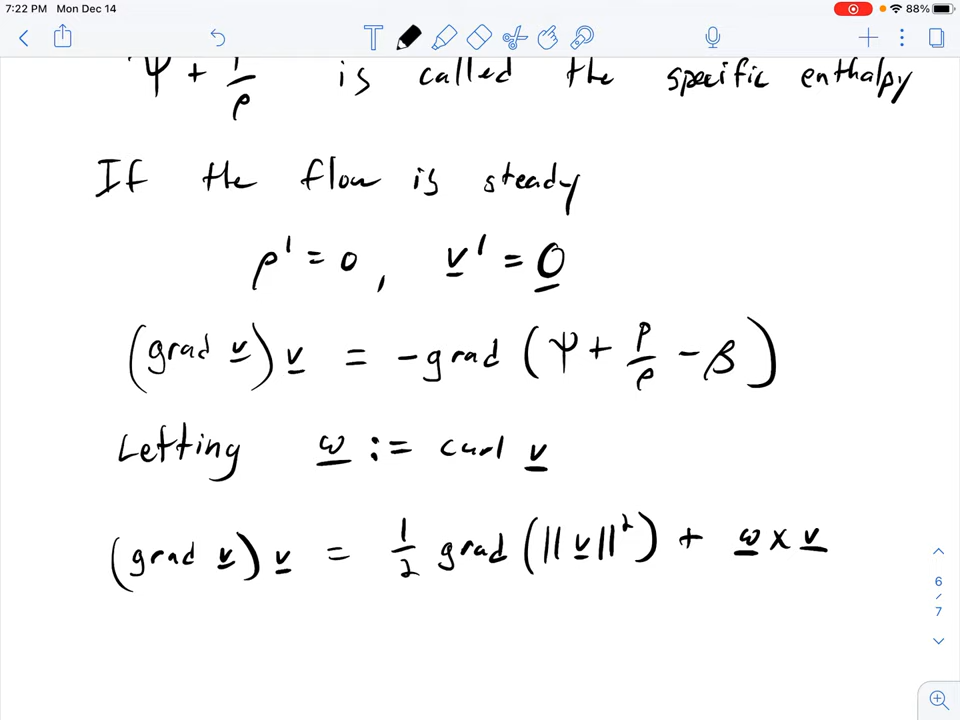 7:22 PM Mon Dec 14 88%
ψ + p/ρ is called the specific enthalpy
If the flow is steady
ρ' = 0, v' = 0
(grad v) v = -grad (ψ + p/ρ - β)
Letting ω := curl v
(grad v) v = 1/2 grad (||v||²) + ω × v
6
/
7